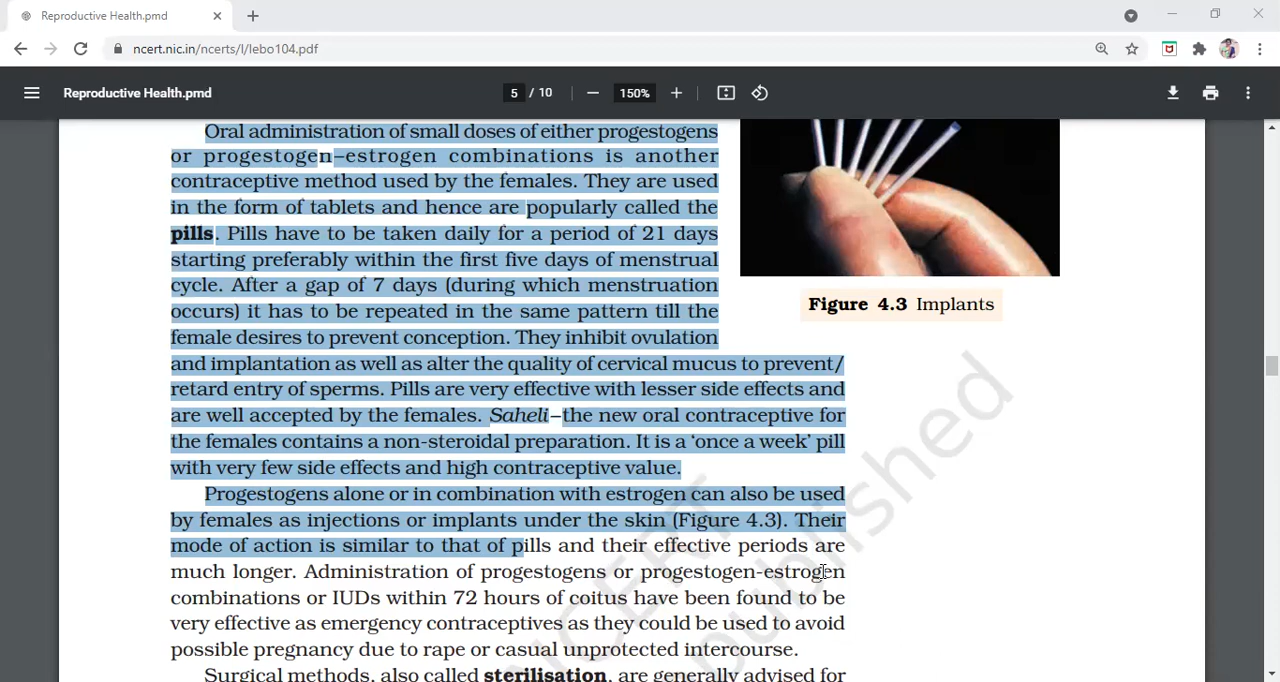 Reproductive Health.pmd
ncert.nic.in/ncerts/l/lebo104.pdf
Reproductive Health.pmd
5 / 10
150%
Oral administration of small doses of either progestogens
or progestogen–estrogen combinations is another
contraceptive method used by the females. They are used
in the form of tablets and hence are popularly called the
pills. Pills have to be taken daily for a period of 21 days
starting preferably within the first five days of menstrual
cycle. After a gap of 7 days (during which menstruation
occurs) it has to be repeated in the same pattern till the
female desires to prevent conception. They inhibit ovulation
and implantation as well as alter the quality of cervical mucus to prevent/
retard entry of sperms. Pills are very effective with lesser side effects and
are well accepted by the females. Saheli–the new oral contraceptive for
the females contains a non-steroidal preparation. It is a ‘once a week’ pill
with very few side effects and high contraceptive value.
Figure 4.3 Implants
Progestogens alone or in combination with estrogen can also be used
by females as injections or implants under the skin (Figure 4.3). Their
mode of action is similar to that of pills and their effective periods are
much longer. Administration of progestogens or progestogen-estrogen
combinations or IUDs within 72 hours of coitus have been found to be
very effective as emergency contraceptives as they could be used to avoid
possible pregnancy due to rape or casual unprotected intercourse.
Surgical methods, also called sterilisation, are generally advised for
NCERT
published